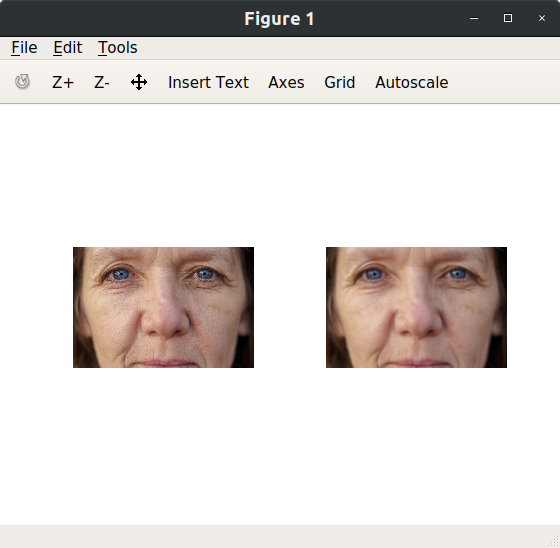 Figure 1
File Edit Tools
Z+ Z- Insert Text Axes Grid Autoscale